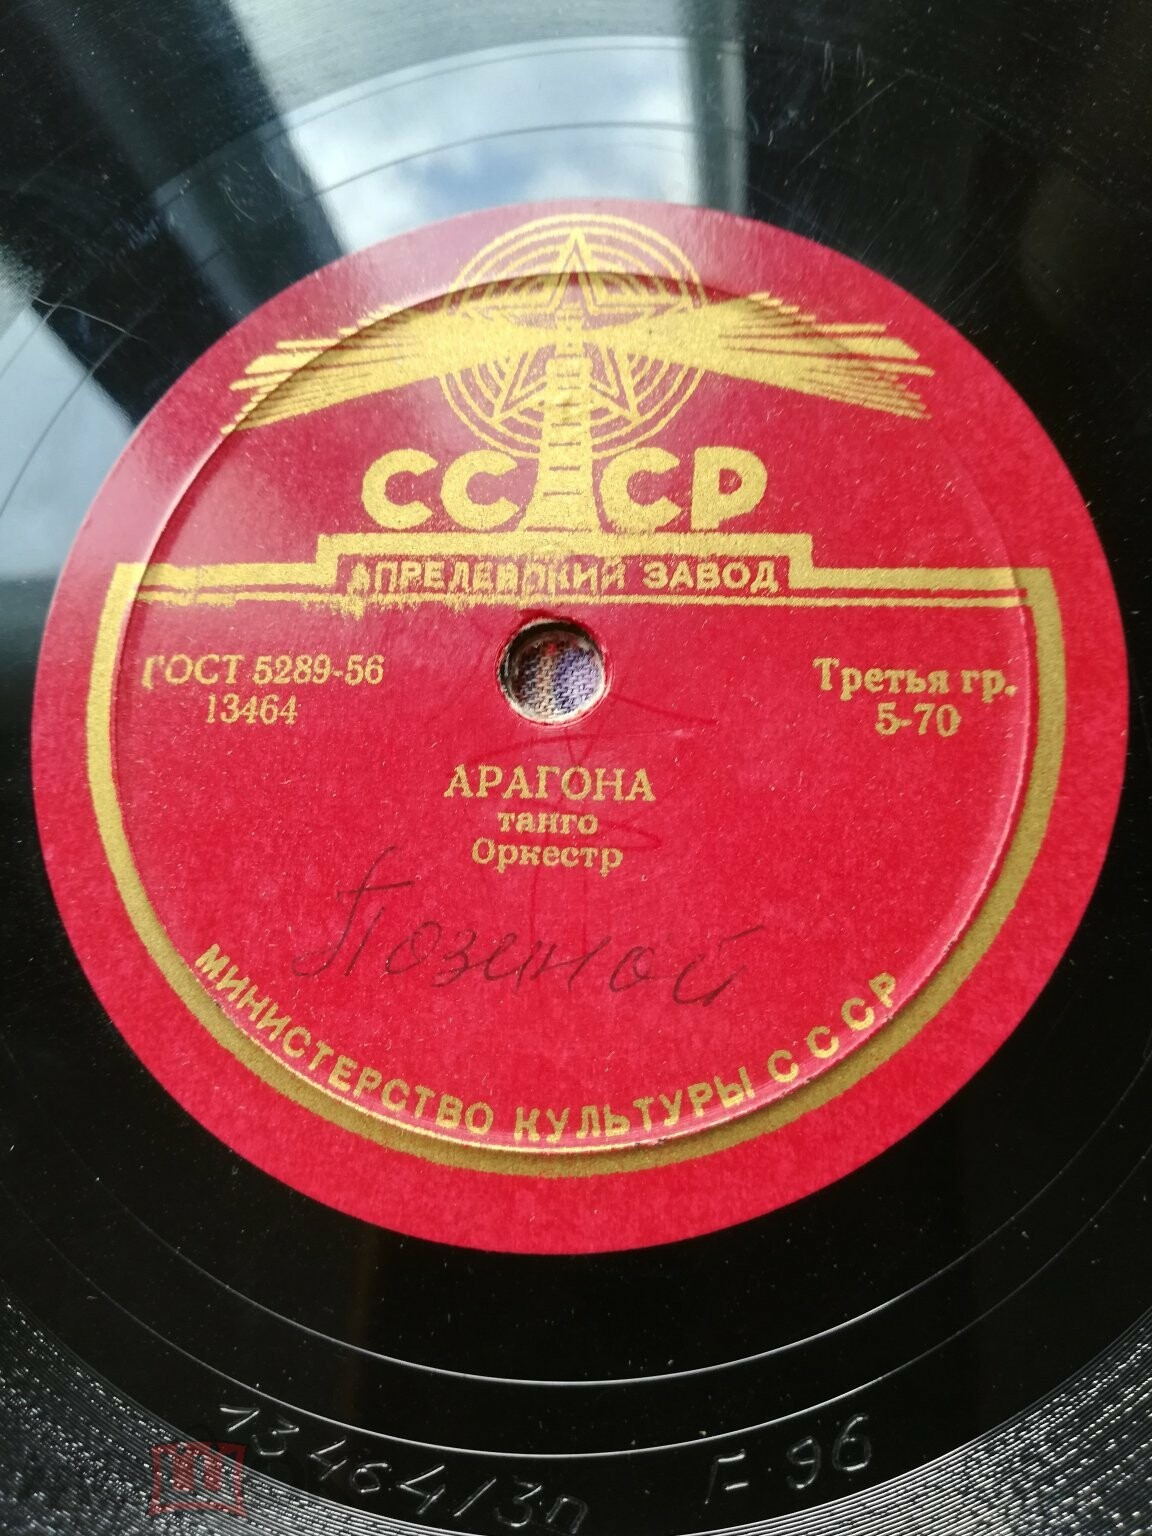 СССР
АПРЕЛЕВСКИЙ ЗАВОД
ГОСТ 5289-56
13464
Третья гр.
5-70
АРАГОНА
танго
Оркестр
Позиной
МИНИСТЕРСТВО КУЛЬТУРЫ СССР
13464/3п Г 96